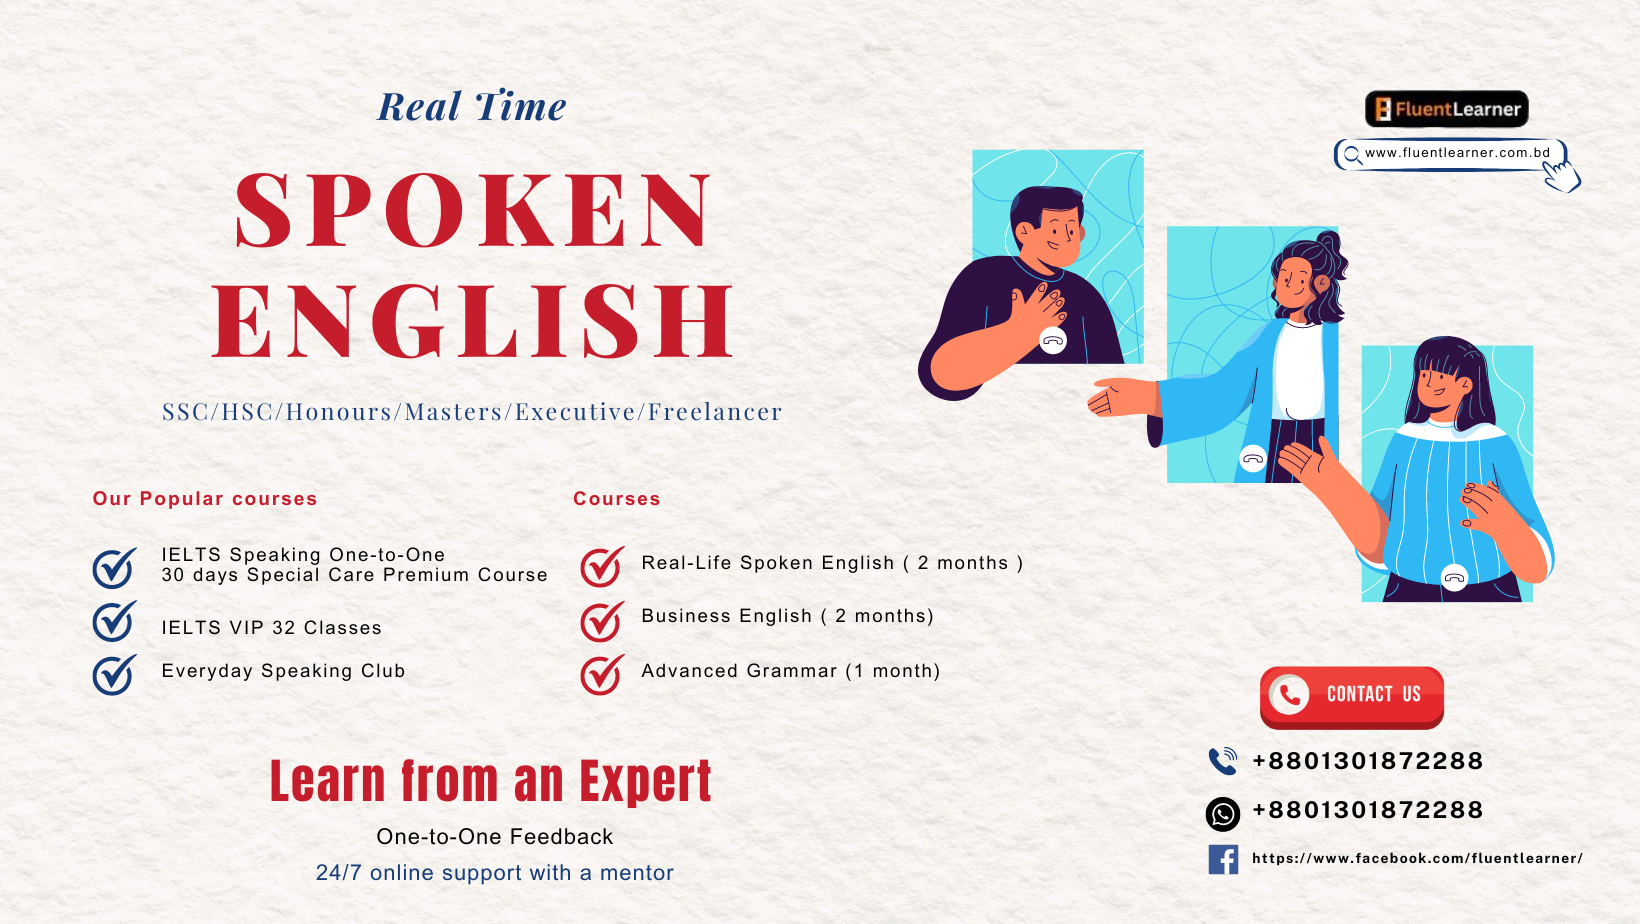 Real Time
SPOKEN
ENGLISH
SSC/HSC/Honours/Masters/Executive/Freelancer
FluentLearner
www.fluentlearner.com.bd
Our Popular courses
IELTS Speaking One-to-One
30 days Special Care Premium Course
IELTS VIP 32 Classes
Everyday Speaking Club
Courses
Real-Life Spoken English ( 2 months )
Business English ( 2 months)
Advanced Grammar (1 month)
Learn from an Expert
One-to-One Feedback
24/7 online support with a mentor
CONTACT US
+8801301872288
+8801301872288
https://www.facebook.com/fluentlearner/